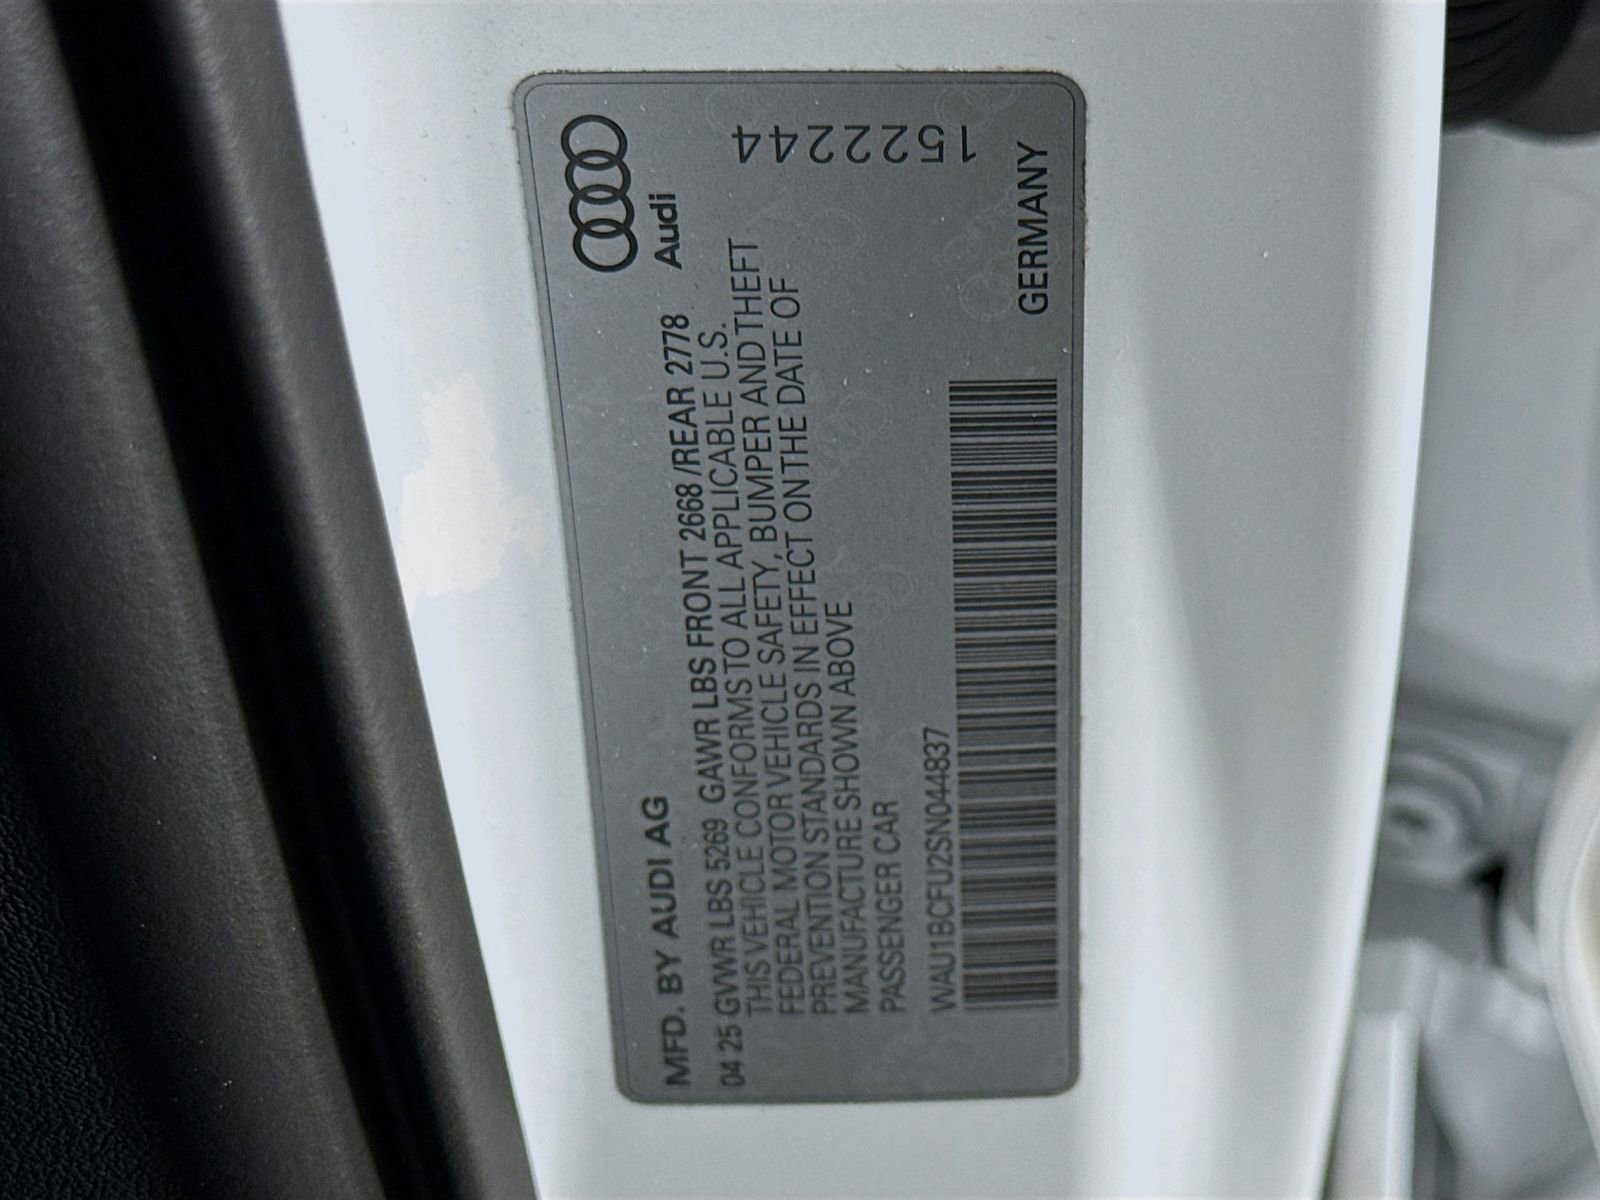 MFD. BY AUDI AG
Audi
04 25 GVWR LBS 5269 GAWR LBS FRONT 2668 /REAR 2778
THIS VEHICLE CONFORMS TO ALL APPLICABLE U.S.
FEDERAL MOTOR VEHICLE SAFETY, BUMPER AND THEFT
PREVENTION STANDARDS IN EFFECT ON THE DATE OF
MANUFACTURE SHOWN ABOVE
PASSENGER CAR
152244
WAU1BCFU2SN044837
GERMANY